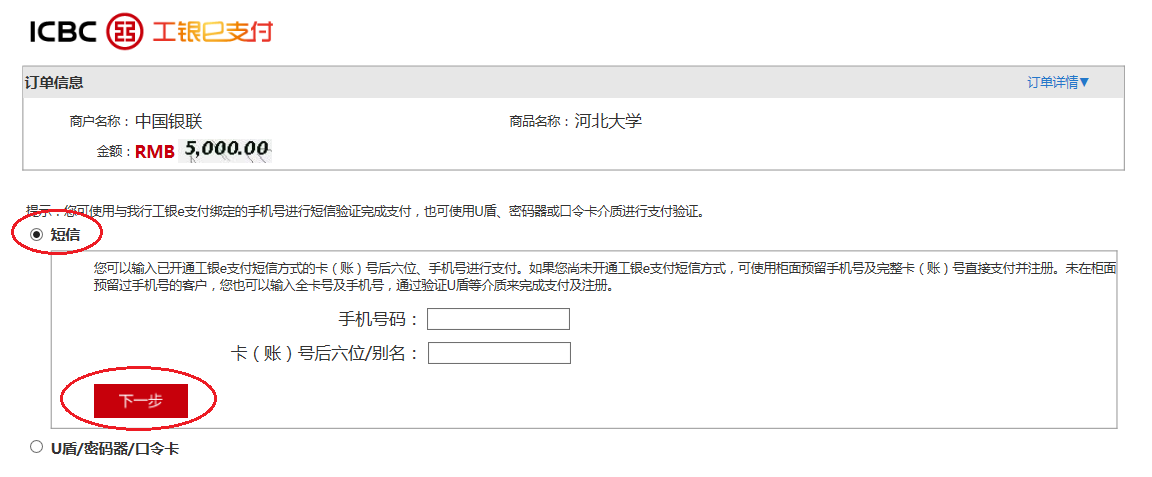 ICBC 工银e支付
订单信息 订单详情▼
商户名称：中国银联 商品名称：河北大学
金额：RMB 5,000.00
提示：您可使用与我行工银e支付绑定的手机号进行短信验证完成支付，也可使用U盾、密码器或口令卡介质进行支付验证。
短信
您可以输入已开通工银e支付短信方式的卡（账）号后六位、手机号进行支付。如果您尚未开通工银e支付短信方式，可使用柜面预留手机号及完整卡（账）号直接支付并注册。未在柜面
预留过手机号的客户，您也可以输入全卡号及手机号，通过验证U盾等介质来完成支付及注册。
手机号码：
卡（账）号后六位/别名：
下一步
U盾/密码器/口令卡